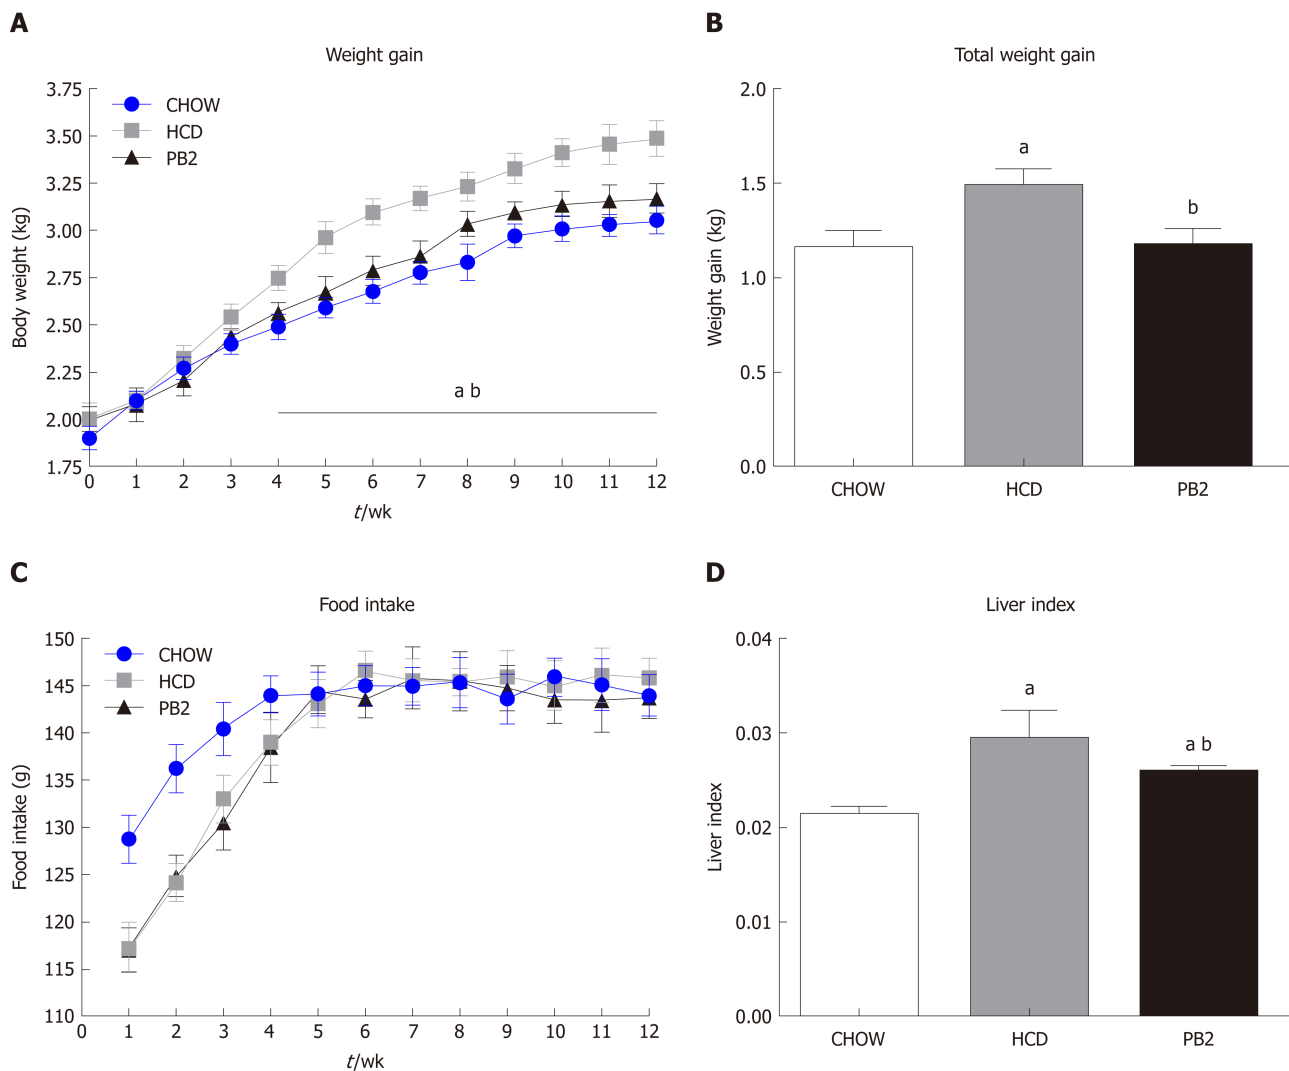 A
Weight gain
3.75
3.50
3.25
3.00
2.75
2.50
2.25
2.00
1.75
Body weight (kg)
CHOW
HCD
PB2
a b
0 1 2 3 4 5 6 7 8 9 10 11 12
t/wk
B
Total weight gain
2.0
1.5
1.0
0.5
0.0
Weight gain (kg)
a
b
CHOW HCD PB2
C
Food intake
150
145
140
135
130
125
120
115
110
Food intake (g)
CHOW
HCD
PB2
0 1 2 3 4 5 6 7 8 9 10 11 12
t/wk
D
Liver index
0.04
0.03
0.02
0.01
0.00
Liver index
a
a b
CHOW HCD PB2